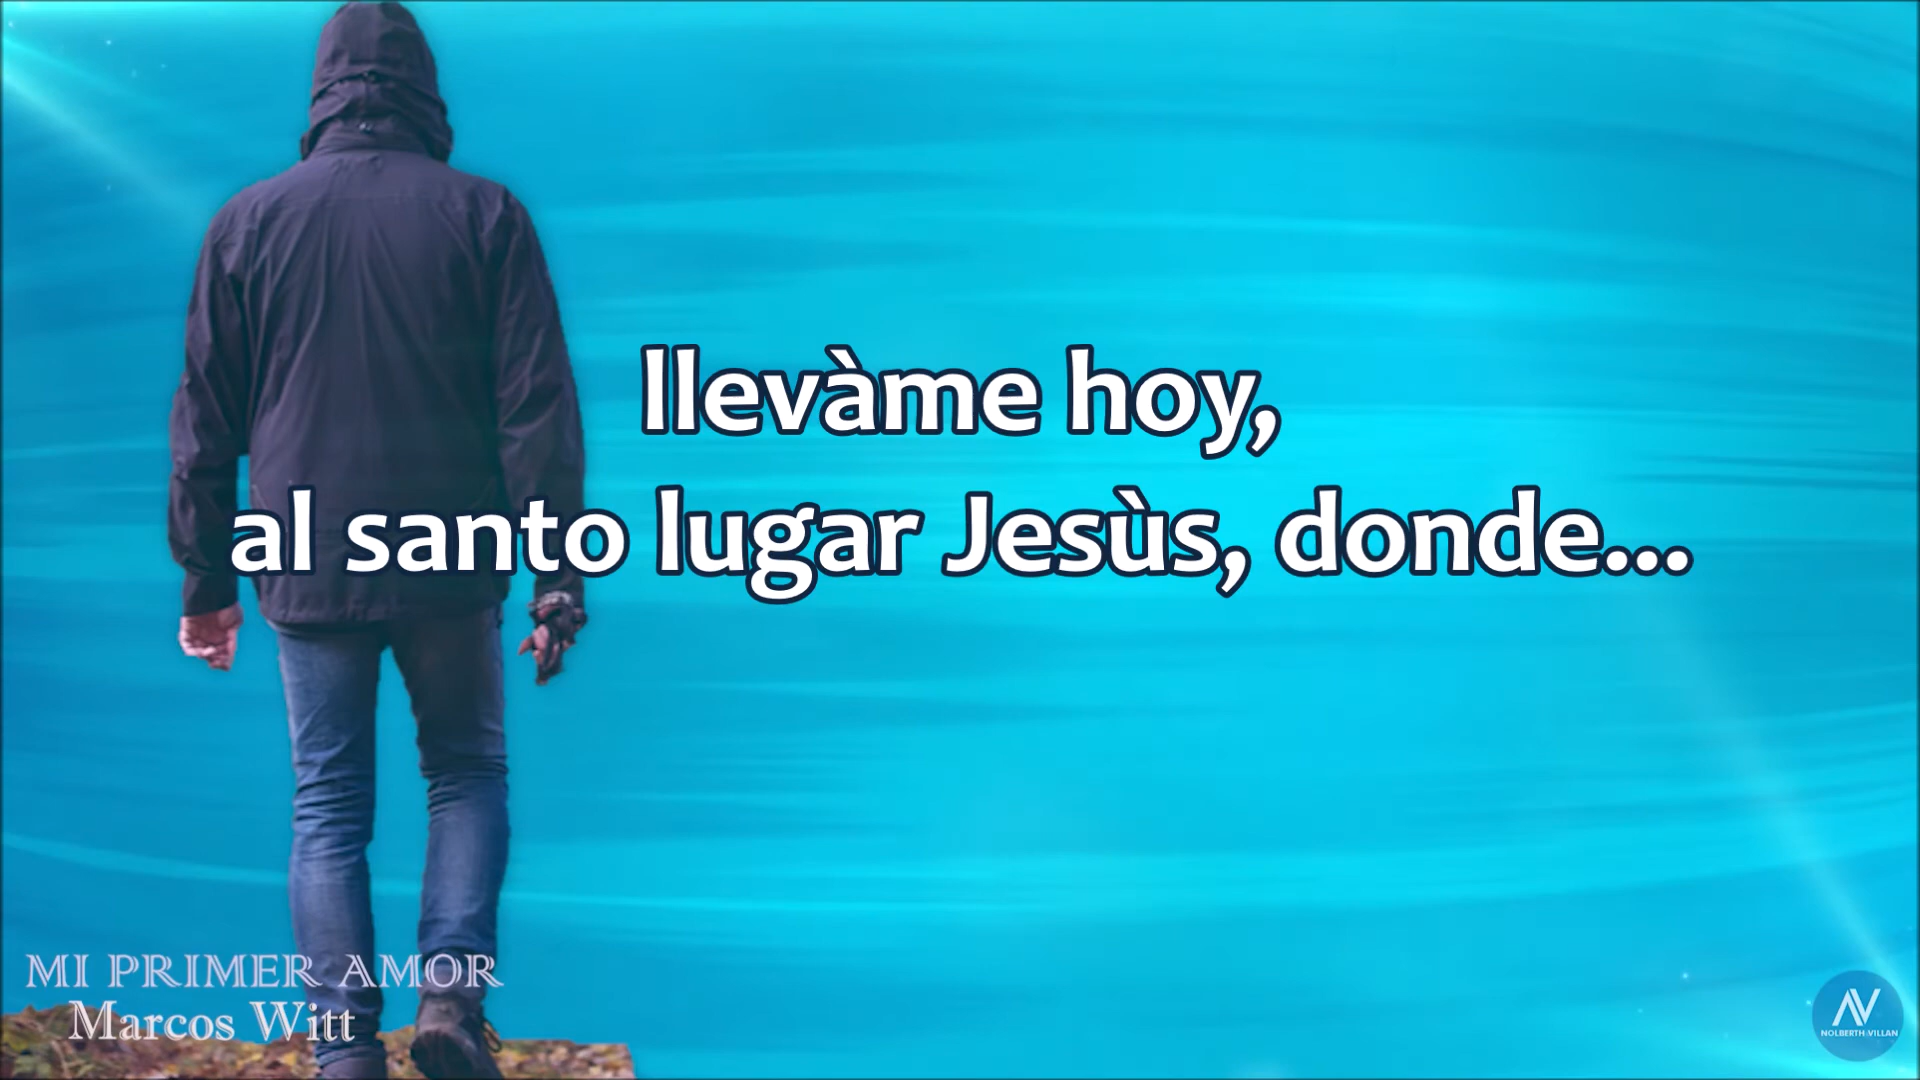 llevàme hoy,
al santo lugar Jesùs, donde...
MI PRIMER AMOR
Marcos Witt
NOLBERTH VILLAN